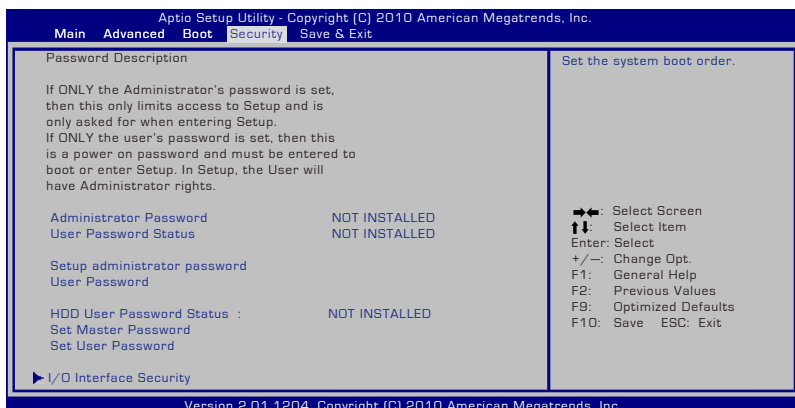 Aptio Setup Utility - Copyright (C) 2010 American Megatrends, Inc.
Main Advanced Boot Security Save & Exit
Password Description
If ONLY the Administrator's password is set,
then this only limits access to Setup and is
only asked for when entering Setup.
If ONLY the user's password is set, then this
is a power on password and must be entered to
boot or enter Setup. In Setup, the User will
have Administrator rights.
Administrator Password NOT INSTALLED
User Password Status NOT INSTALLED
Setup administrator password
User Password
HDD User Password Status : NOT INSTALLED
Set Master Password
Set User Password
I/O Interface Security
Set the system boot order.
→←: Select Screen
↑↓: Select Item
Enter: Select
+/—: Change Opt.
F1: General Help
F2: Previous Values
F9: Optimized Defaults
F10: Save ESC: Exit
Version 2.01.1204. Copyright (C) 2010 American Megatrends, Inc.